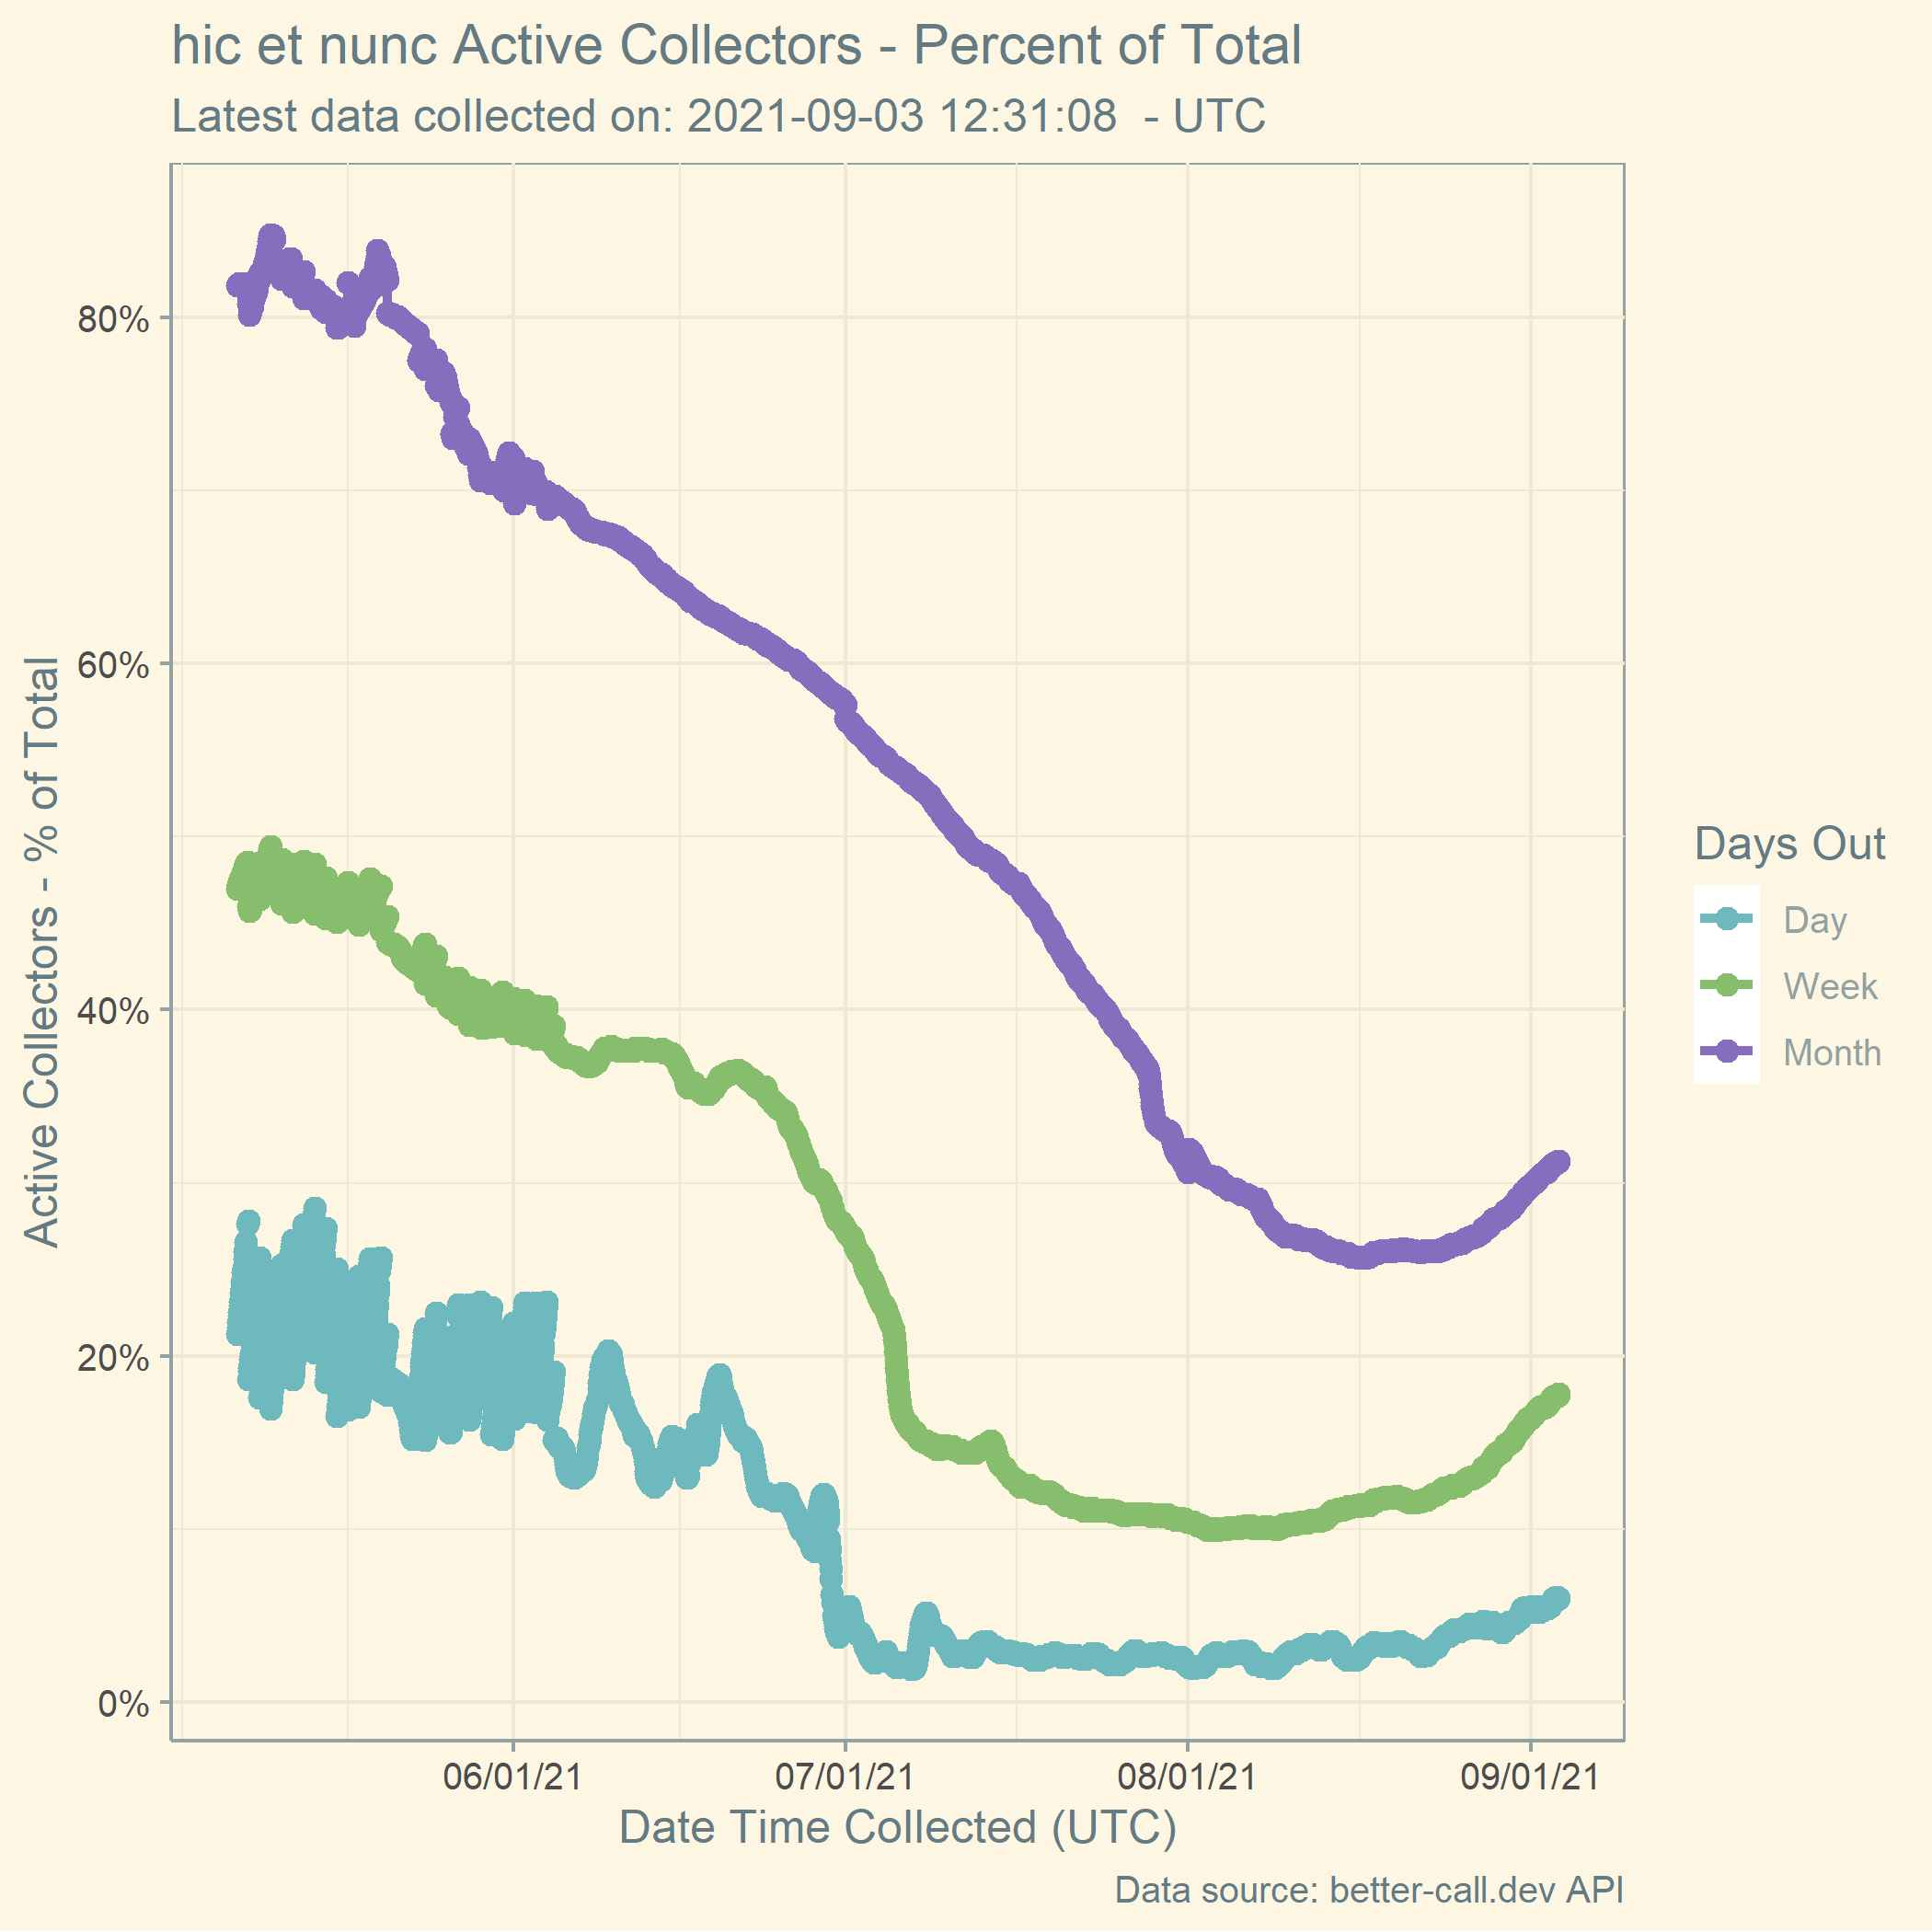 hic et nunc Active Collectors - Percent of Total
Latest data collected on: 2021-09-03 12:31:08  - UTC
Active Collectors - % of Total
80%
60%
40%
20%
0%
06/01/21
07/01/21
08/01/21
09/01/21
Date Time Collected (UTC)
Days Out
Day
Week
Month
Data source: better-call.dev API